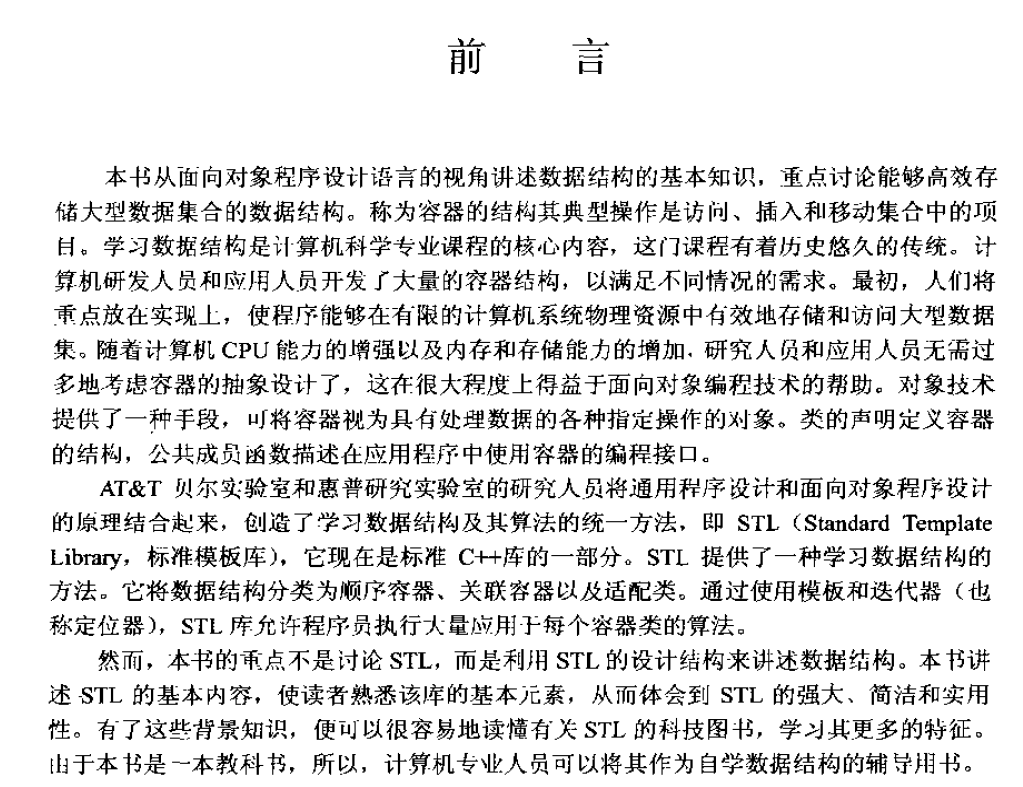 前 言
本书从面向对象程序设计语言的视角讲述数据结构的基本知识，重点讨论能够高效存
储大型数据集合的数据结构。称为容器的结构其典型操作是访问、插入和移动集合中的项
目。学习数据结构是计算机科学专业课程的核心内容，这门课程有着历史悠久的传统。计
算机研发人员和应用人员开发了大量的容器结构，以满足不同情况的需求。最初，人们将
重点放在实现上，使程序能够在有限的计算机系统物理资源中有效地存储和访问大型数据
集。随着计算机 CPU 能力的增强以及内存和存储能力的增加，研究人员和应用人员无需过
多地考虑容器的抽象设计了，这在很大程度上得益于面向对象编程技术的帮助。对象技术
提供了一种手段，可将容器视为具有处理数据的各种指定操作的对象。类的声明定义容器
的结构，公共成员函数描述在应用程序中使用容器的编程接口。
AT&T 贝尔实验室和惠普研究实验室的研究人员将通用程序设计和面向对象程序设计
的原理结合起来，创造了学习数据结构及其算法的统一方法，即 STL（Standard Template
Library，标准模板库），它现在是标准 C++库的一部分。STL 提供了一种学习数据结构的
方法。它将数据结构分类为顺序容器、关联容器以及适配类。通过使用模板和迭代器（也
称定位器），STL 库允许程序员执行大量应用于每个容器类的算法。
然而，本书的重点不是讨论 STL，而是利用 STL 的设计结构来讲述数据结构。本书讲
述 STL 的基本内容，使读者熟悉该库的基本元素，从而体会到 STL 的强大、简洁和实用
性。有了这些背景知识，便可以很容易地读懂有关 STL 的科技图书，学习其更多的特征。
由于本书是一本教科书，所以，计算机专业人员可以将其作为自学数据结构的辅导用书。